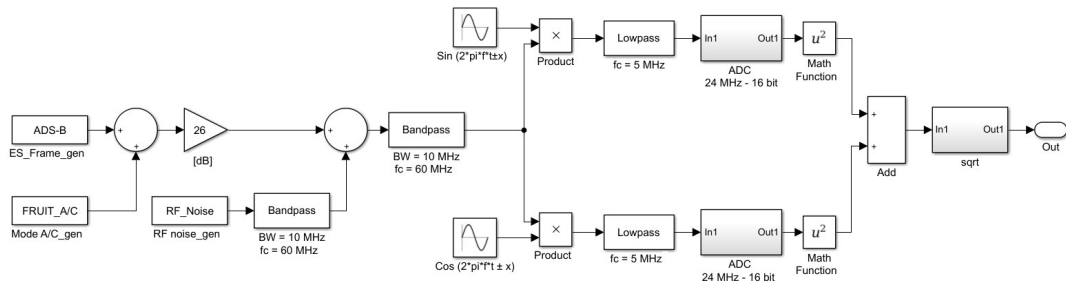 Sin (2*pi*f*t±x)
×
Product
Lowpass
fc = 5 MHz
In1 Out1
ADC
24 MHz - 16 bit
u²
Math
Function
ADS-B
ES_Frame_gen
+
+
26
[dB]
+
+
Bandpass
BW = 10 MHz
fc = 60 MHz
FRUIT_A/C
Mode A/C_gen
RF_Noise
RF noise_gen
Bandpass
BW = 10 MHz
fc = 60 MHz
+
+
Add
In1 Out1
sqrt
Out
Cos (2*pi*f*t ± x)
×
Product
Lowpass
fc = 5 MHz
In1 Out1
ADC
24 MHz - 16 bit
u²
Math
Function